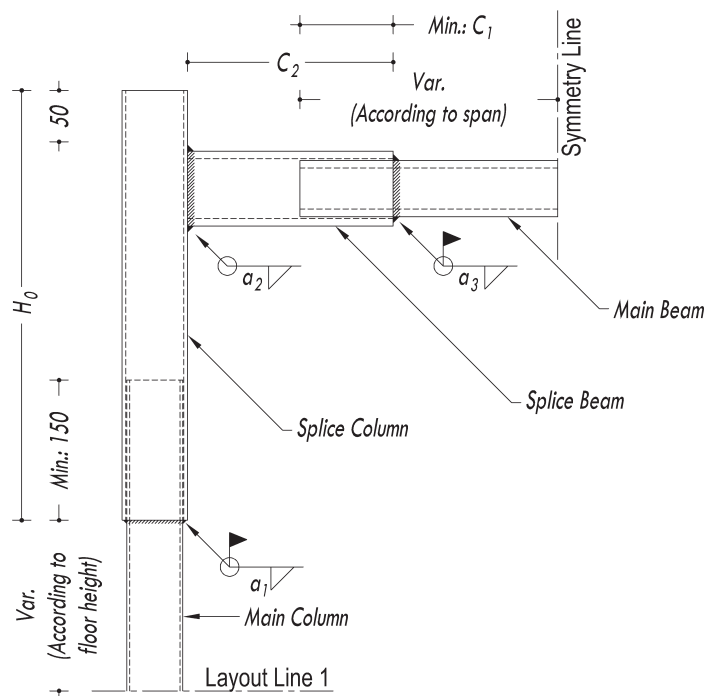 Min.: C1
C2
Var.
(According to span)
Symmetry Line
50
H0
a2
a3
Main Beam
Splice Beam
Splice Column
Min.: 150
Var.
(According to
floor height)
a1
Main Column
Layout Line 1